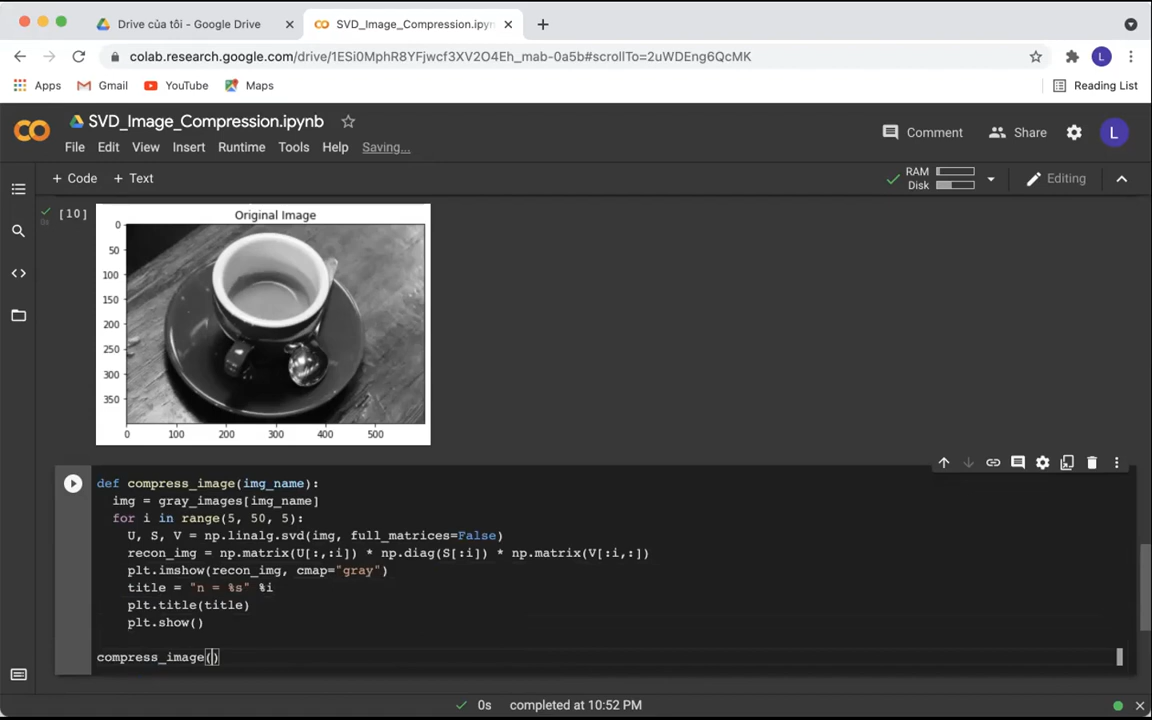 Drive của tôi - Google Drive
SVD_Image_Compression.ipyn
colab.research.google.com/drive/1ESi0MphR8YFjwcf3XV2O4Eh_mab-0a5b#scrollTo=2uWDEng6QcMK
L
Apps
Gmail
YouTube
Maps
Reading List
SVD_Image_Compression.ipynb
Comment
Share
L
File
Edit
View
Insert
Runtime
Tools
Help
Saving...
+ Code
+ Text
RAM
Disk
Editing
[10]
0s
Original Image
0
50
100
150
200
250
300
350
0
100
200
300
400
500
def compress_image(img_name):
img = gray_images[img_name]
for i in range(5, 50, 5):
U, S, V = np.linalg.svd(img, full_matrices=False)
recon_img = np.matrix(U[:,:i]) * np.diag(S[:i]) * np.matrix(V[:i,:])
plt.imshow(recon_img, cmap="gray")
title = "n = %s" %i
plt.title(title)
plt.show()
compress_image()
0s
completed at 10:52 PM